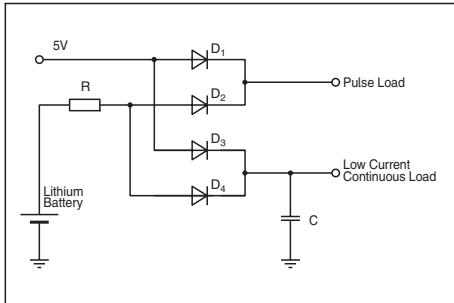 5V
D1
Pulse Load
R
D2
D3
Low Current
Continuous Load
Lithium
Battery
D4
C